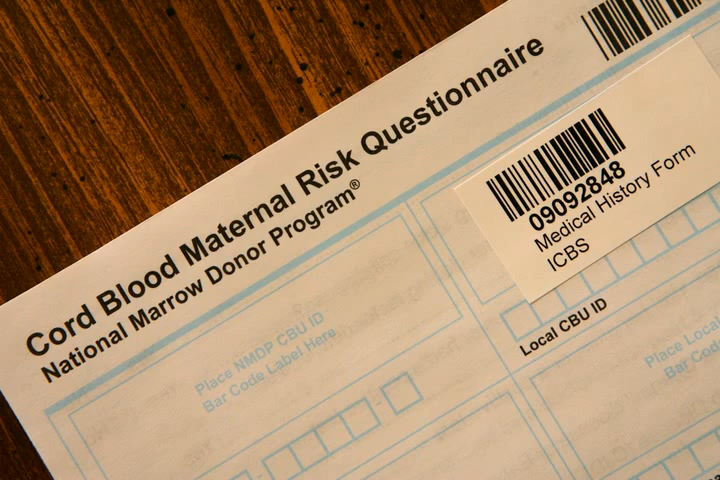 Cord Blood Maternal Risk Questionnaire
National Marrow Donor Program®
09092848
Medical History Form
ICBS
Place NMDP CBU ID
Bar Code Label Here
Local CBU ID
Place Local
Bar Code